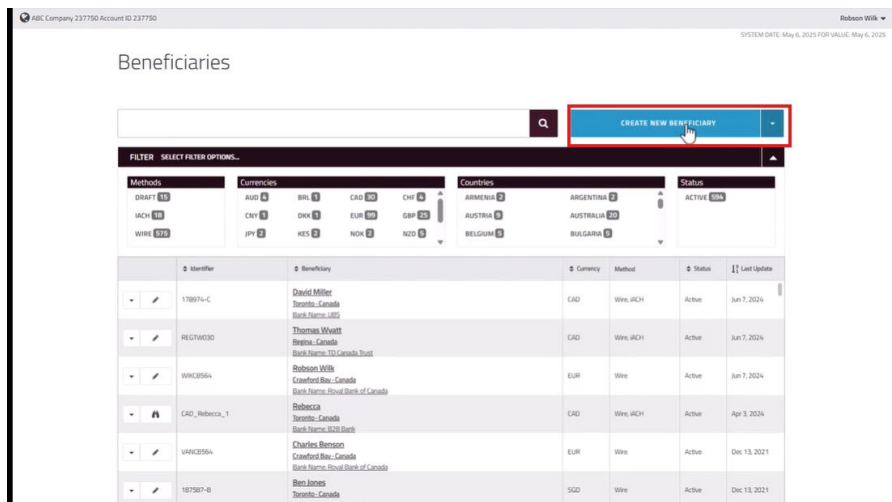 ABC Company 237750 Account ID 237750
Robson Wilk
SYSTEM DATE: May 6, 2025 FOR VALUE: May 6, 2025
Beneficiaries
CREATE NEW BENEFICIARY
FILTER SELECT FILTER OPTIONS...
Methods Currencies Countries Status
DRAFT 15 AUD 4 BRL 1 CAD 30 CHF 4 ARMENIA 2 ARGENTINA 2 ACTIVE 594
IACH 18 CNY 1 DKK 1 EUR 99 GBP 25 AUSTRIA 9 AUSTRALIA 20
WIRE 575 JPY 2 KES 2 NOK 2 NZD 5 BELGIUM 5 BULGARIA 5
Identifier Beneficiary Currency Method Status Last Update
David Miller
178974-C Toronto - Canada CAD Wire, iACH Active Jun 7, 2024
Bank Name: UBS
Thomas Wyatt
REGTW030 Regina - Canada CAD Wire, iACH Active Jun 7, 2024
Bank Name: TD Canada Trust
Robson Wilk
WIKCB564 Crawford Bay - Canada EUR Wire Active Jun 7, 2024
Bank Name: Royal Bank of Canada
Rebecca
CAD_Rebecca_1 Toronto - Canada CAD Wire, iACH Active Apr 3, 2024
Bank Name: B2B Bank
Charles Benson
VANCB564 Crawford Bay - Canada EUR Wire Active Dec 13, 2021
Bank Name: Royal Bank of Canada
Ben Jones
187587-B Toronto - Canada SGD Wire Active Dec 13, 2021